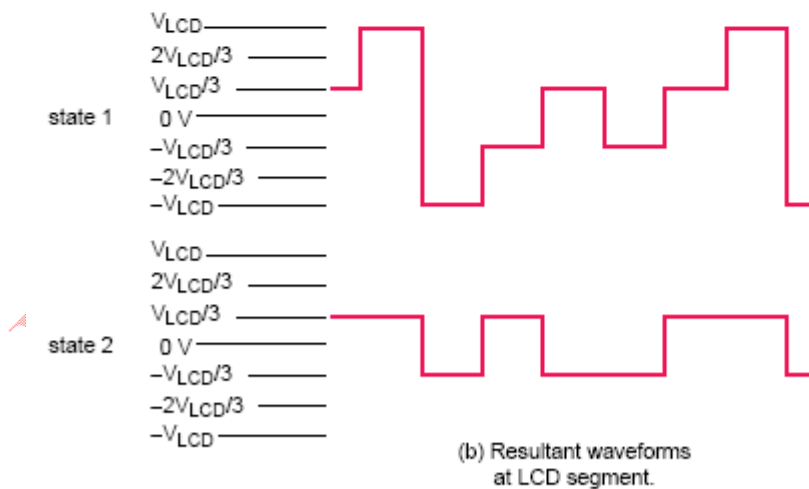 VLCD
2VLCD/3
VLCD/3
state 1
0 V
–VLCD/3
–2VLCD/3
–VLCD
VLCD
2VLCD/3
VLCD/3
state 2
0 V
–VLCD/3
–2VLCD/3
–VLCD
(b) Resultant waveforms
at LCD segment.